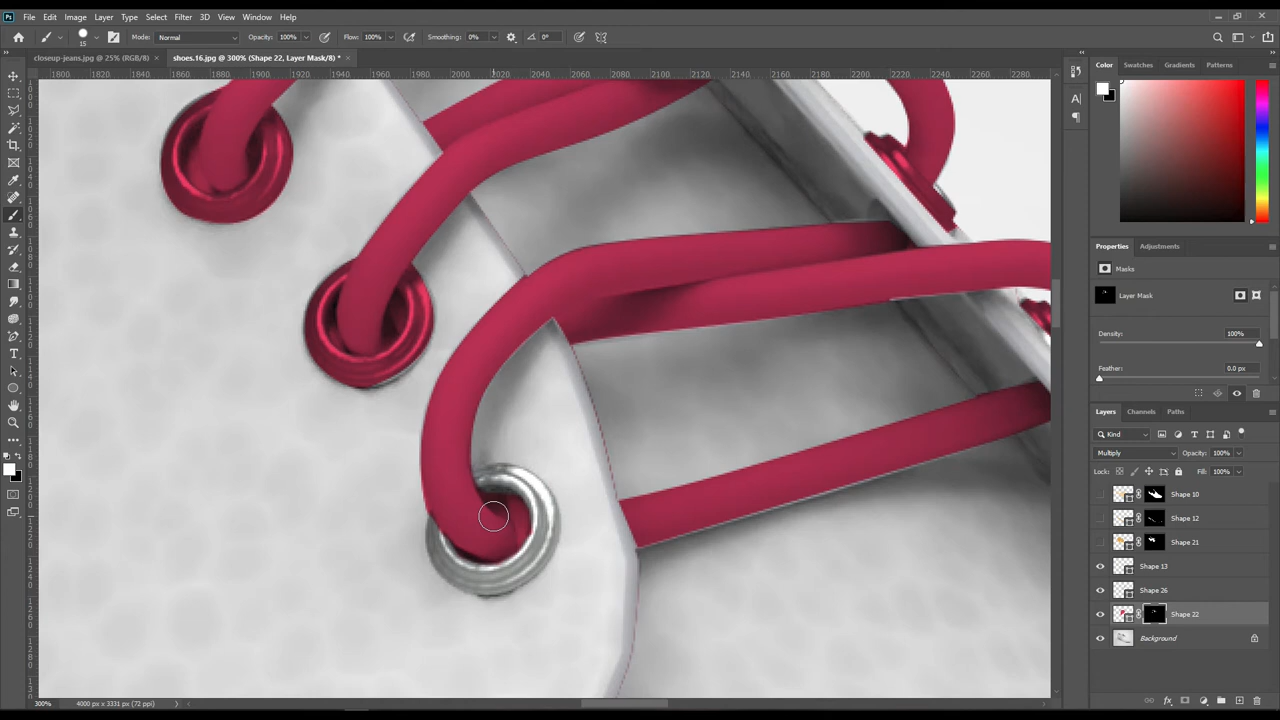 Ps File Edit Image Layer Type Select Filter 3D View Window Help
15 Mode: Normal Opacity: 100% Flow: 100% Smoothing: 0% 0°
closeup-jeans.jpg @ 25% (RGB/8) × shoes.16.jpg @ 300% (Shape 22, Layer Mask/8) * ×
1800 1820 1840 1860 1880 1900 1920 1940 1960 1980 2000 2020 2040 2060 2080 2100 2120 2140 2160 2180 2200 2220 2240 2260 2280
Color Swatches Gradients Patterns
Properties Adjustments
Masks
Layer Mask
Density: 100%
Feather: 0.0 px
Layers Channels Paths
Kind
Multiply Opacity: 100%
Lock: Fill: 100%
Shape 10
Shape 12
Shape 21
Shape 13
Shape 26
Shape 22
Background
300% 4000 px x 3331 px (72 ppi)